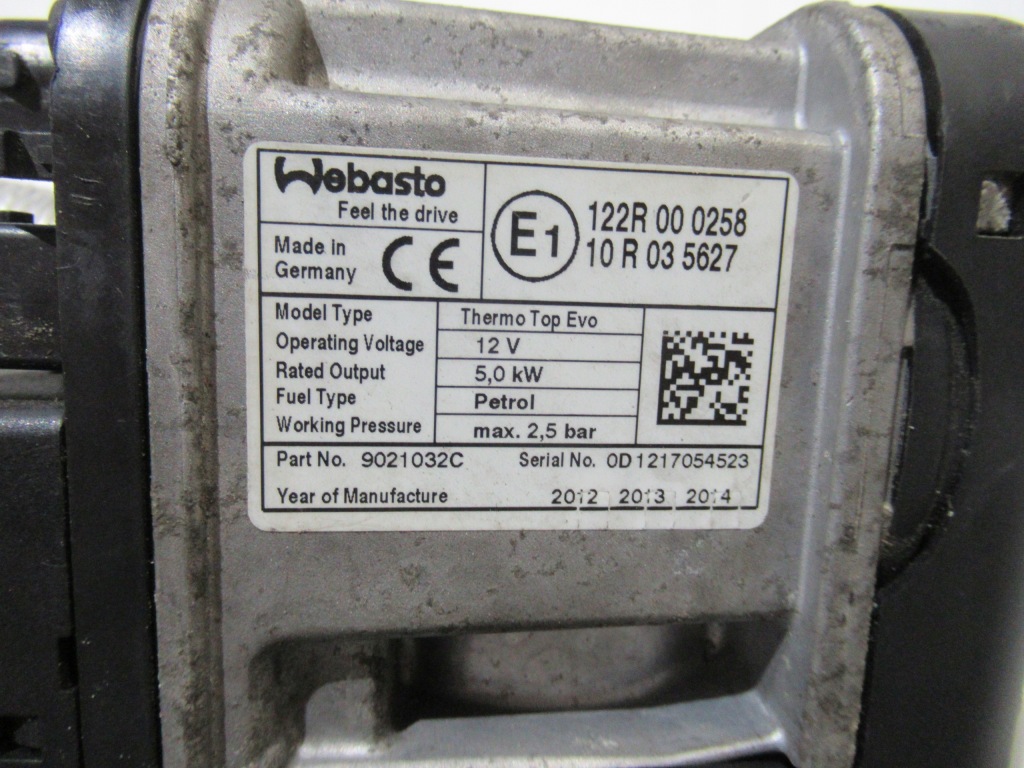 Webasto
Feel the drive
Made in
Germany
CE
E1
122R 00 0258
10 R 03 5627
Model Type Thermo Top Evo
Operating Voltage 12 V
Rated Output 5,0 kW
Fuel Type Petrol
Working Pressure max. 2,5 bar
Part No. 9021032C Serial No. 0D1217054523
Year of Manufacture 2012 2013 2014